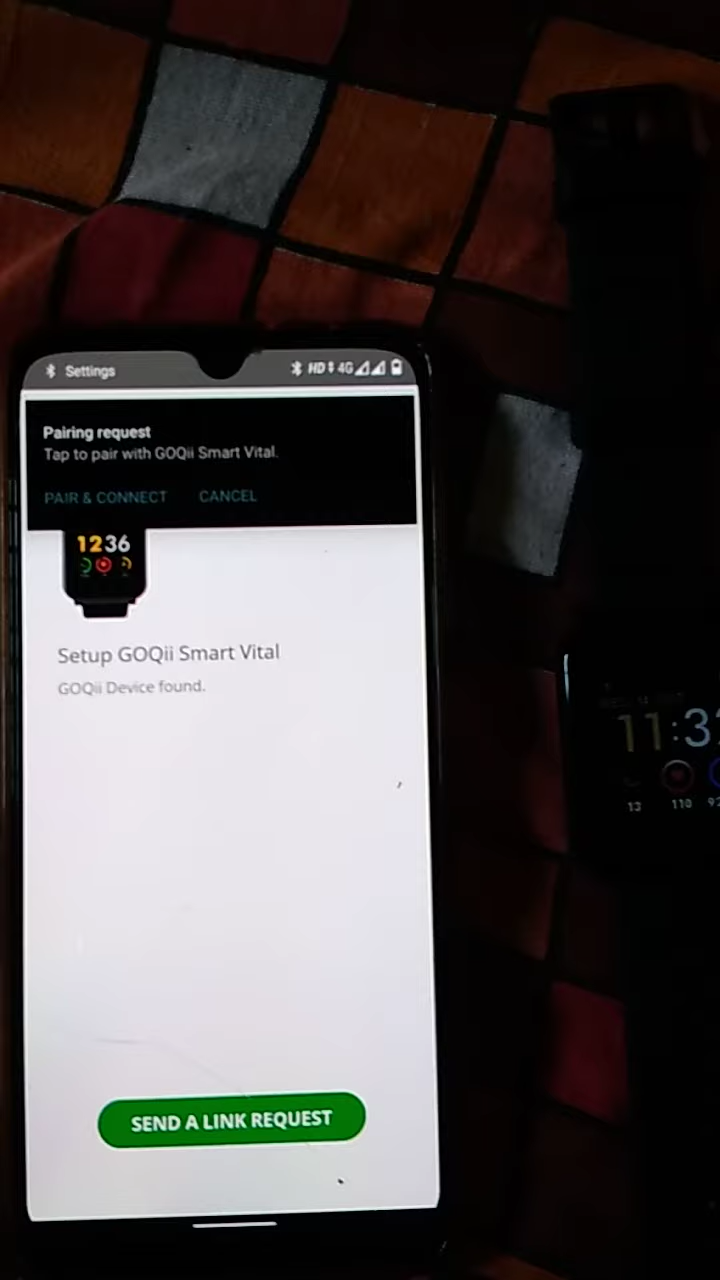 Settings
HD 4G
Pairing request
Tap to pair with GOQii Smart Vital.
PAIR & CONNECT CANCEL
1236
Setup GOQii Smart Vital
GOQii Device found.
11:3
13 110
SEND A LINK REQUEST